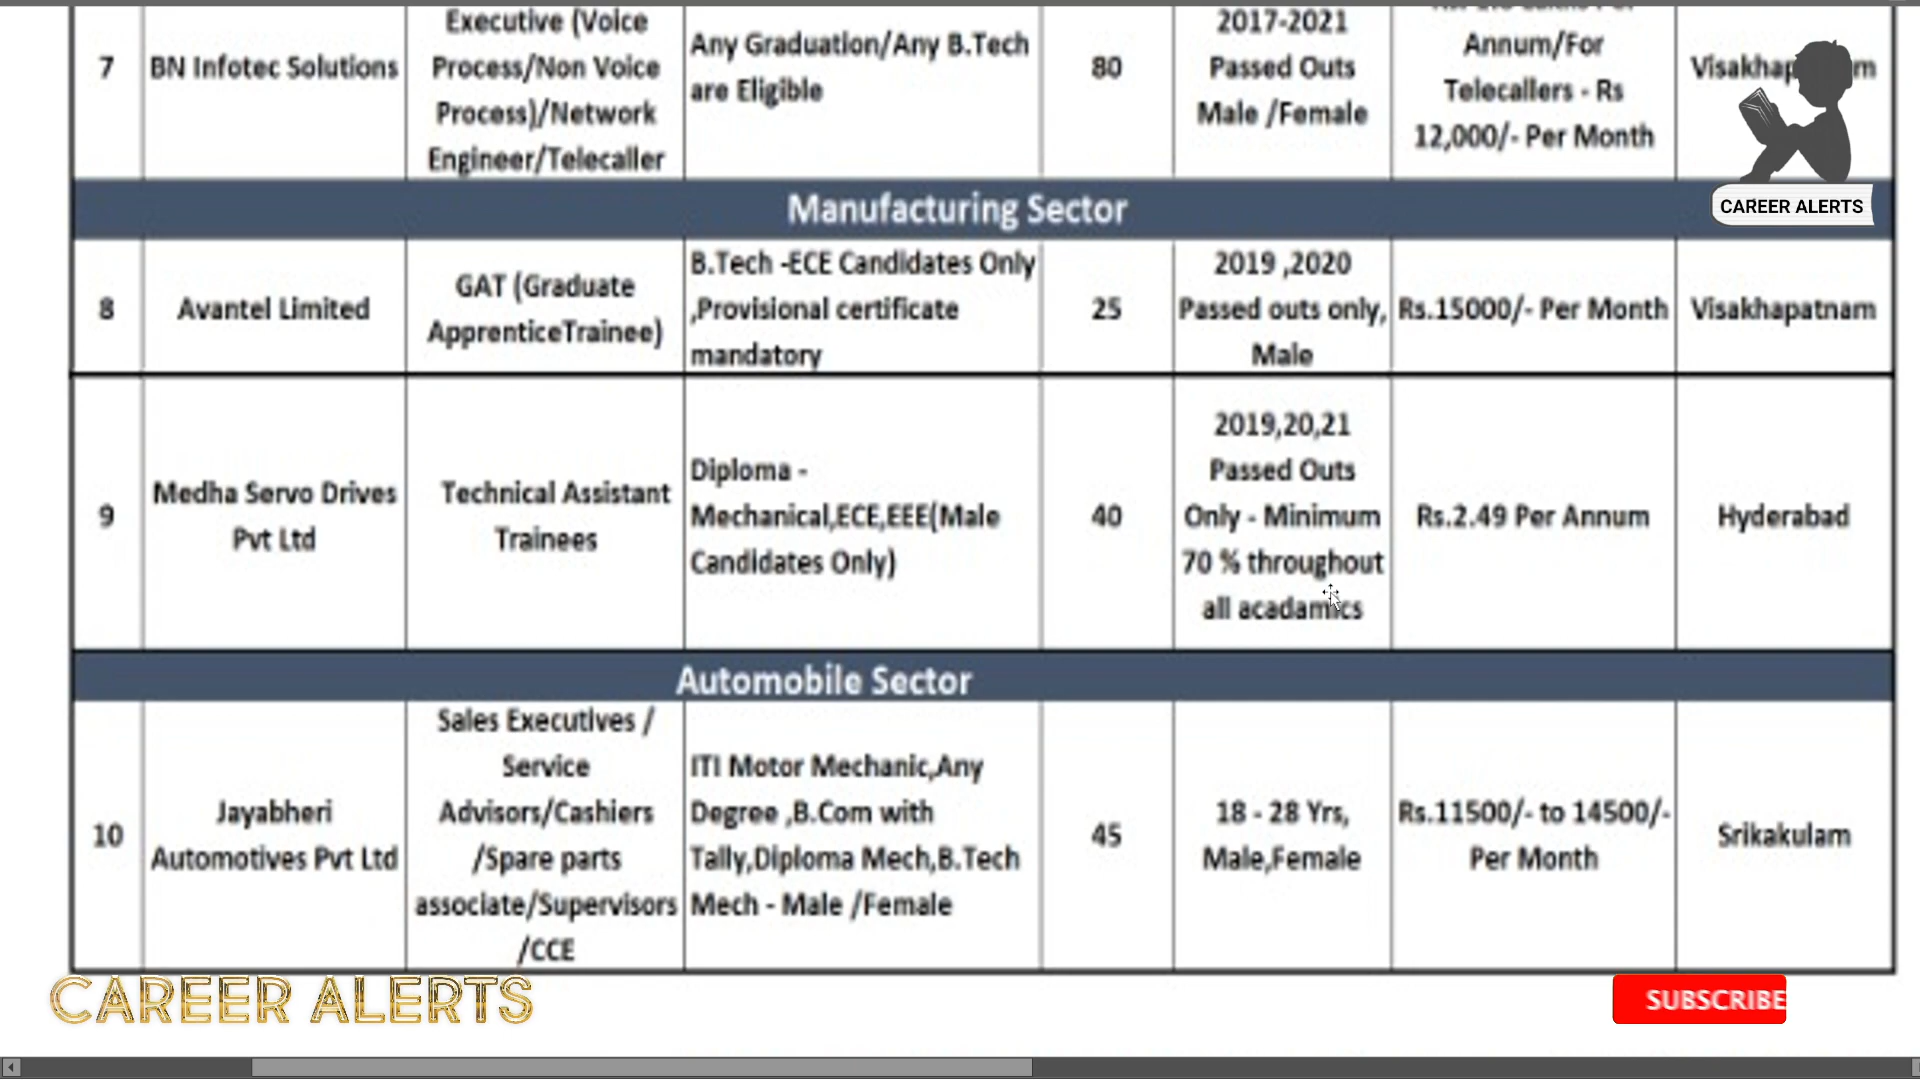 7
BN Infotec Solutions
Executive (Voice
Process/Non Voice
Process)/Network
Engineer/Telecaller
Any Graduation/Any B.Tech
are Eligible
80
2017-2021
Passed Outs
Male /Female
Annum/For
Telecallers - Rs
12,000/- Per Month
CAREER ALERTS
Manufacturing Sector
8
Avantel Limited
GAT (Graduate
ApprenticeTrainee)
B.Tech -ECE Candidates Only
,Provisional certificate
mandatory
25
2019 ,2020
Passed outs only,
Male
Rs.15000/- Per Month
Visakhapatnam
9
Medha Servo Drives
Pvt Ltd
Technical Assistant
Trainees
Diploma -
Mechanical,ECE,EEE(Male
Candidates Only)
40
2019,20,21
Passed Outs
Only - Minimum
70 % throughout
all acadamics
Rs.2.49 Per Annum
Hyderabad
Automobile Sector
10
Jayabheri
Automotives Pvt Ltd
Sales Executives /
Service
Advisors/Cashiers
/Spare parts
associate/Supervisors
/CCE
ITI Motor Mechanic,Any
Degree ,B.Com with
Tally,Diploma Mech,B.Tech
Mech - Male /Female
45
18 - 28 Yrs,
Male,Female
Rs.11500/- to 14500/-
Per Month
Srikakulam
CAREER ALERTS
SUBSCRIBE